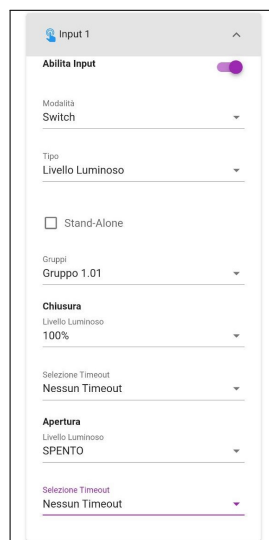 Input 1
Abilita Input
Modalità
Switch
Tipo
Livello Luminoso
Stand-Alone
Gruppi
Gruppo 1.01
Chiusura
Livello Luminoso
100%
Selezione Timeout
Nessun Timeout
Apertura
Livello Luminoso
SPENTO
Selezione Timeout
Nessun Timeout